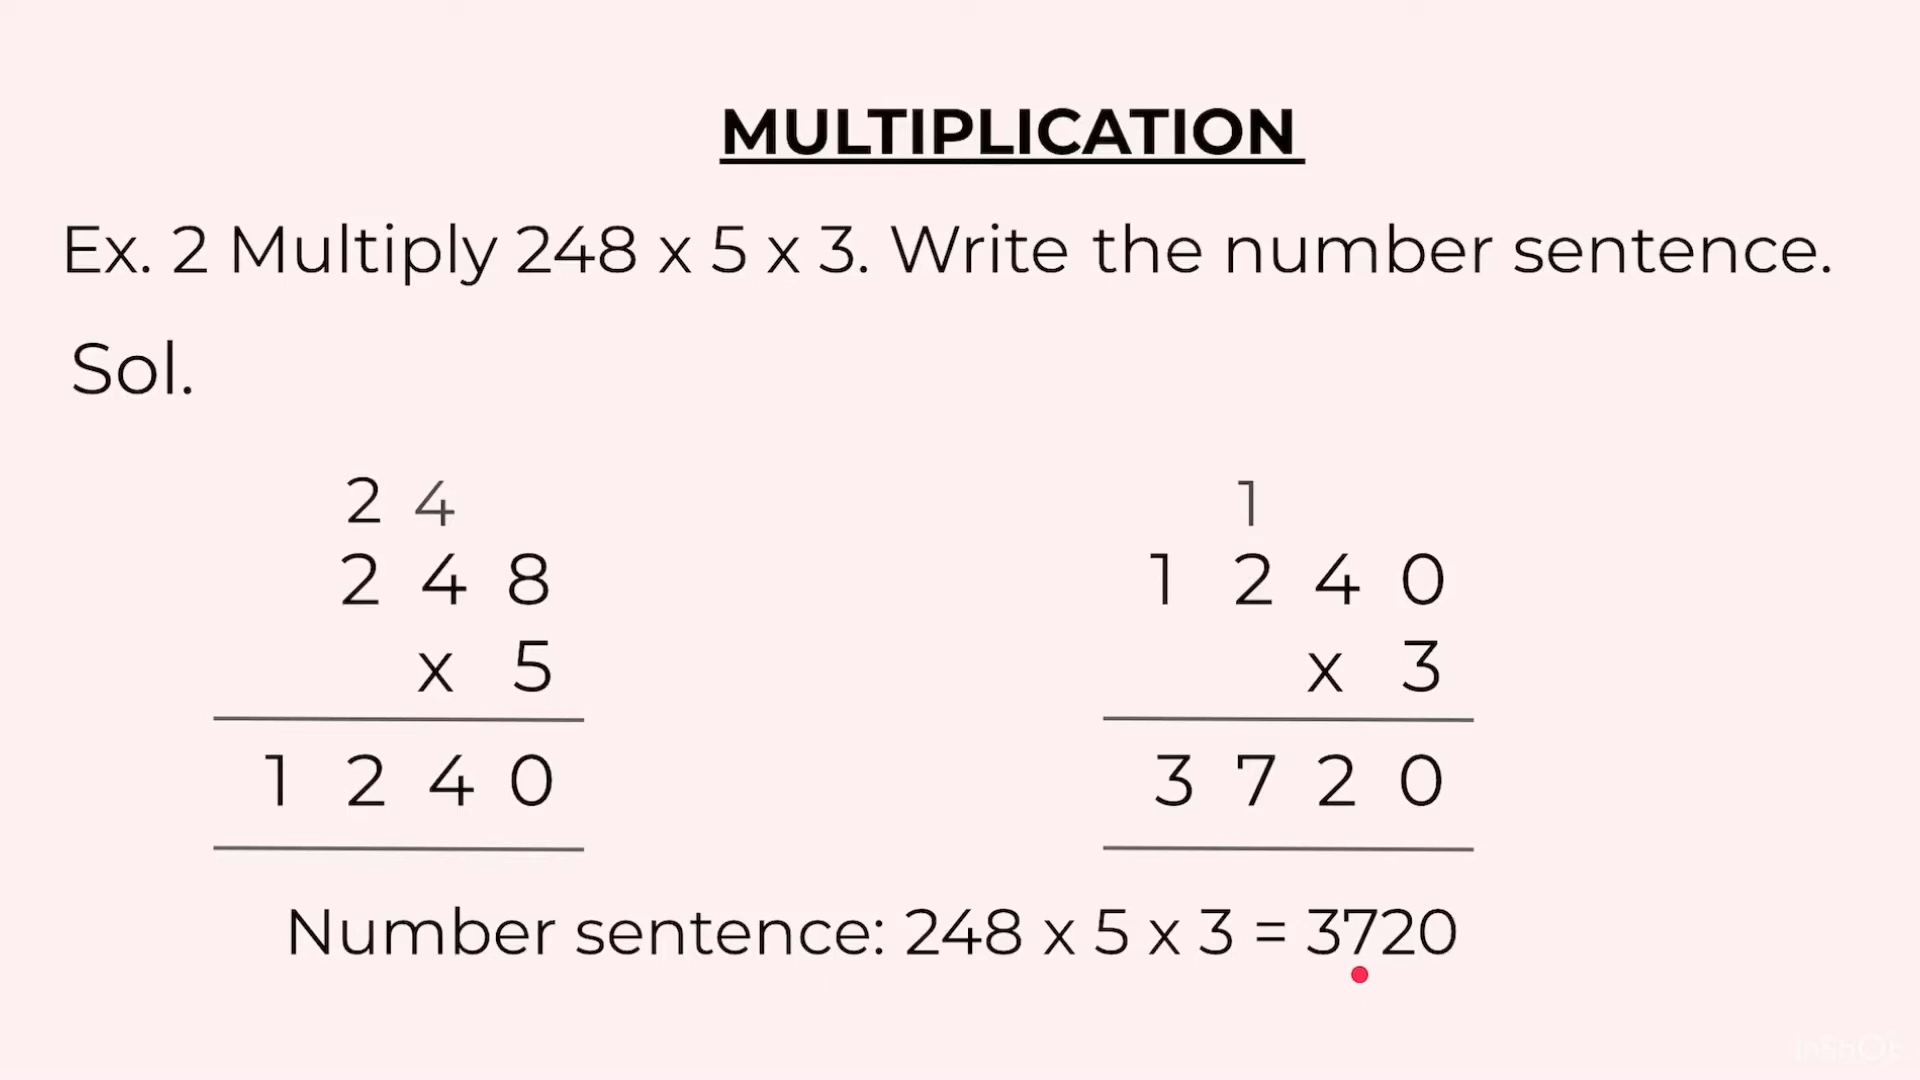 MULTIPLICATION
Ex. 2 Multiply 248 x 5 x 3. Write the number sentence.
Sol.
2 4
2 4 8
x 5
1 2 4 0
1
1 2 4 0
x 3
3 7 2 0
Number sentence: 248 x 5 x 3 = 3720